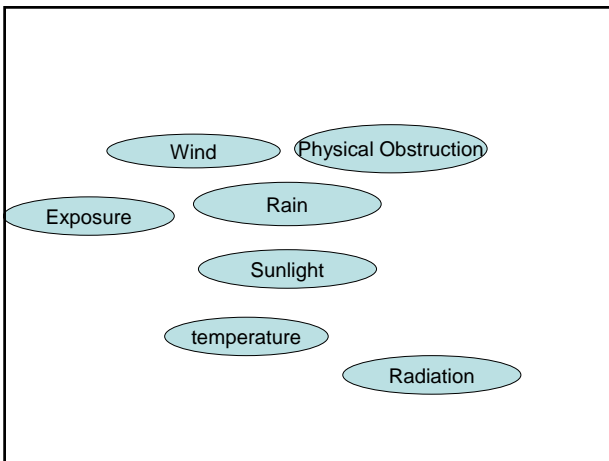 Wind
Physical Obstruction
Rain
Exposure
Sunlight
temperature
Radiation